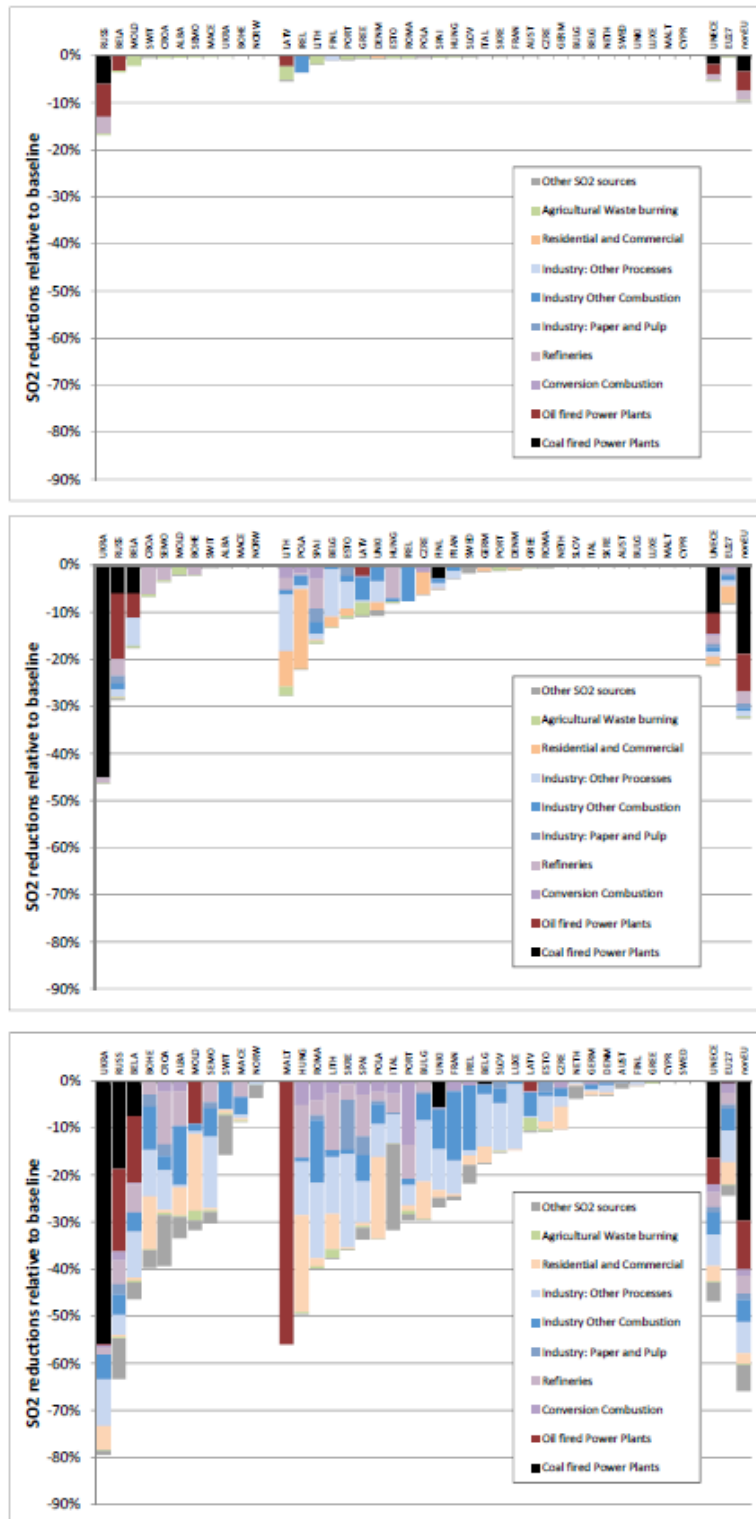 RUSS BELA MOLD SWIT CROA ALBA SEMO MACE UKRA BOHE NORW LATV IREL LITH FINL PORT GREE DENM ESTO ROMA POLA SPAI HUNG SLOV ITAL SKRE FRAN AUST CZRE GERM BULG BELG NETH SWED UNKI LUXE MALT CYPR UNECE EU27 nonEU
SO2 reductions relative to baseline
0%
-10%
-20%
-30%
-40%
-50%
-60%
-70%
-80%
-90%
Other SO2 sources
Agricultural Waste burning
Residential and Commercial
Industry: Other Processes
Industry Other Combustion
Industry: Paper and Pulp
Refineries
Conversion Combustion
Oil fired Power Plants
Coal fired Power Plants
UKRA RUSS BELA CROA SEMO MOLD BOHE SWIT ALBA MACE NORW LITH POLA SPAI BELG ESTO LATV UNKI HUNG IREL CZRE FINL FRAN SWED GERM PORT DENM GREE ROMA NETH SLOV ITAL SKRE AUST BULG LUXE MALT CYPR UNECE EU27 nonEU
SO2 reductions relative to baseline
0%
-10%
-20%
-30%
-40%
-50%
-60%
-70%
-80%
-90%
Other SO2 sources
Agricultural Waste burning
Residential and Commercial
Industry: Other Processes
Industry Other Combustion
Industry: Paper and Pulp
Refineries
Conversion Combustion
Oil fired Power Plants
Coal fired Power Plants
UKRA RUSS BELA BOHE CROA ALBA MOLD SEMO SWIT MACE NORW MALT HUNG ROMA LITH SKRE SPAI POLA ITAL PORT BULG UNKI FRAN IREL BELG SLOV LUXE LATV ESTO CZRE NETH GERM DENM AUST FINL GREE CYPR SWED UNECE EU27 nonEU
SO2 reductions relative to baseline
0%
-10%
-20%
-30%
-40%
-50%
-60%
-70%
-80%
-90%
Other SO2 sources
Agricultural Waste burning
Residential and Commercial
Industry: Other Processes
Industry Other Combustion
Industry: Paper and Pulp
Refineries
Conversion Combustion
Oil fired Power Plants
Coal fired Power Plants